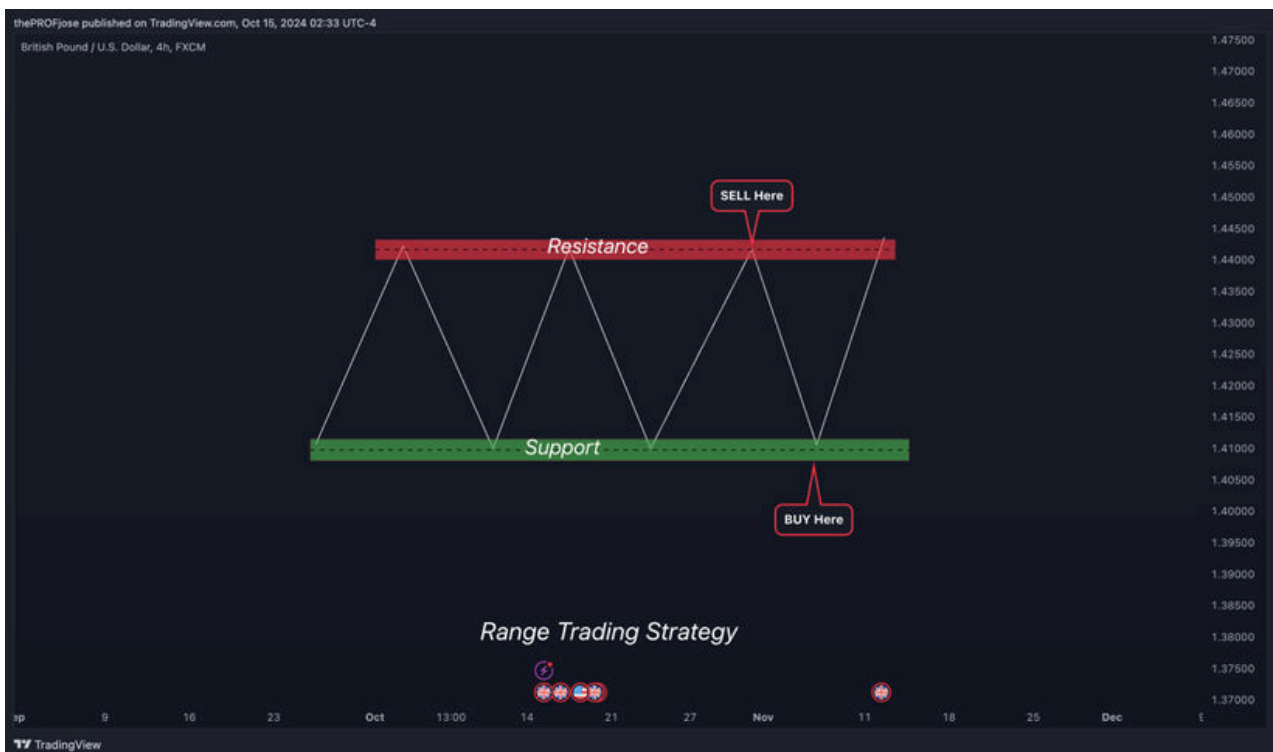 thePROFjose published on TradingView.com, Oct 15, 2024 02:33 UTC-4
British Pound / U.S. Dollar, 4h, FXCM
1.47500
1.47000
1.46500
1.46000
1.45500
SELL Here
1.45000
1.44500
Resistance
1.44000
1.43500
1.43000
1.42500
1.42000
1.41500
Support
1.41000
1.40500
BUY Here
1.40000
1.39500
1.39000
1.38500
Range Trading Strategy
1.38000
1.37500
1.37000
ep 9 16 23 Oct 13:00 14 21 27 Nov 11 18 25 Dec
TradingView